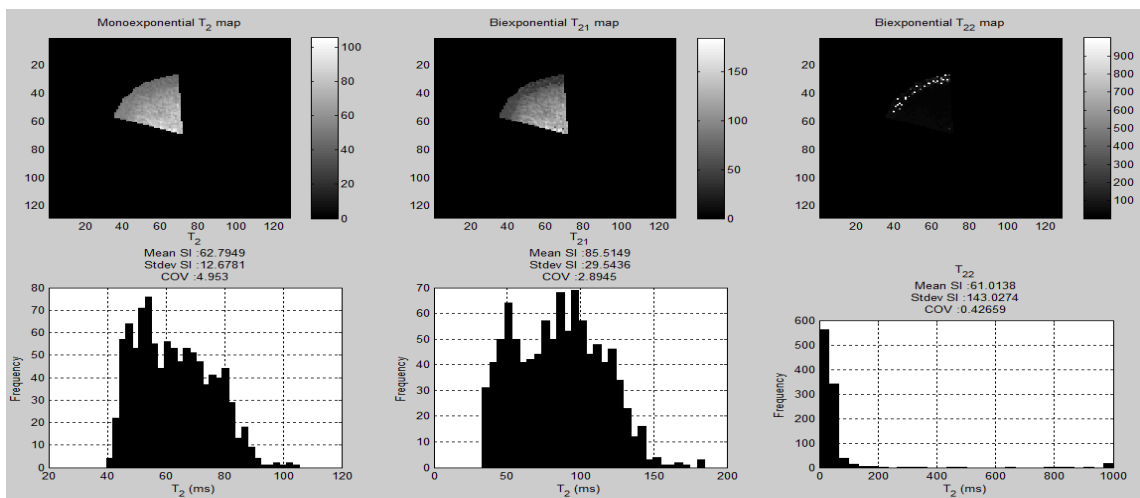 Monoexponential T2 map
20
40
60
80
100
120
20 40 60 80 100 120
100
80
60
40
20
0
T2
Mean SI :62.7949
Stdev SI :12.6781
COV :4.953
80
70
60
50
40
30
20
10
0
Frequency
20 40 60 80 100 120
T2 (ms)
Biexponential T21 map
20
40
60
80
100
120
20 40 60 80 100 120
150
100
50
0
T21
Mean SI :85.5149
Stdev SI :29.5436
COV :2.8945
70
60
50
40
30
20
10
0
Frequency
0 50 100 150 200
T2 (ms)
Biexponential T22 map
20
40
60
80
100
120
20 40 60 80 100 120
900
800
700
600
500
400
300
200
100
T22
Mean SI :61.0138
Stdev SI :143.0274
COV :0.42659
600
500
400
300
200
100
0
Frequency
0 200 400 600 800 1000
T2 (ms)